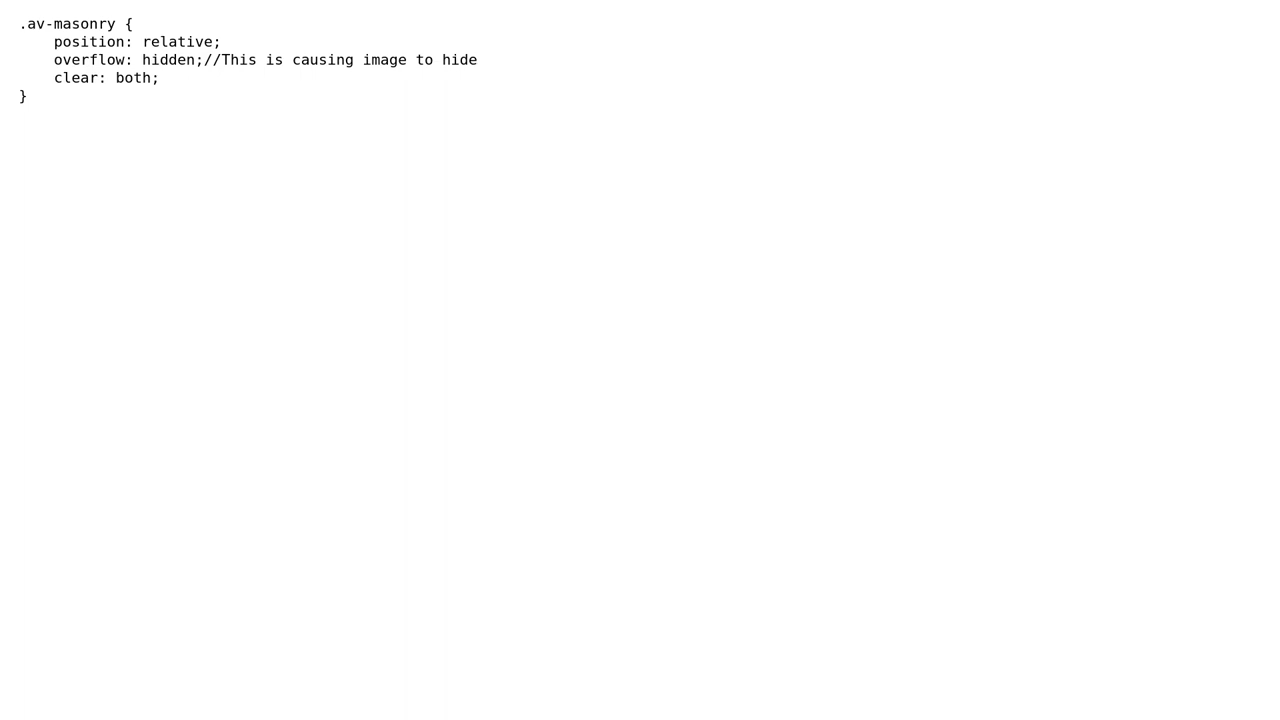 .av-masonry {
    position: relative;
    overflow: hidden;//This is causing image to hide
    clear: both;
}